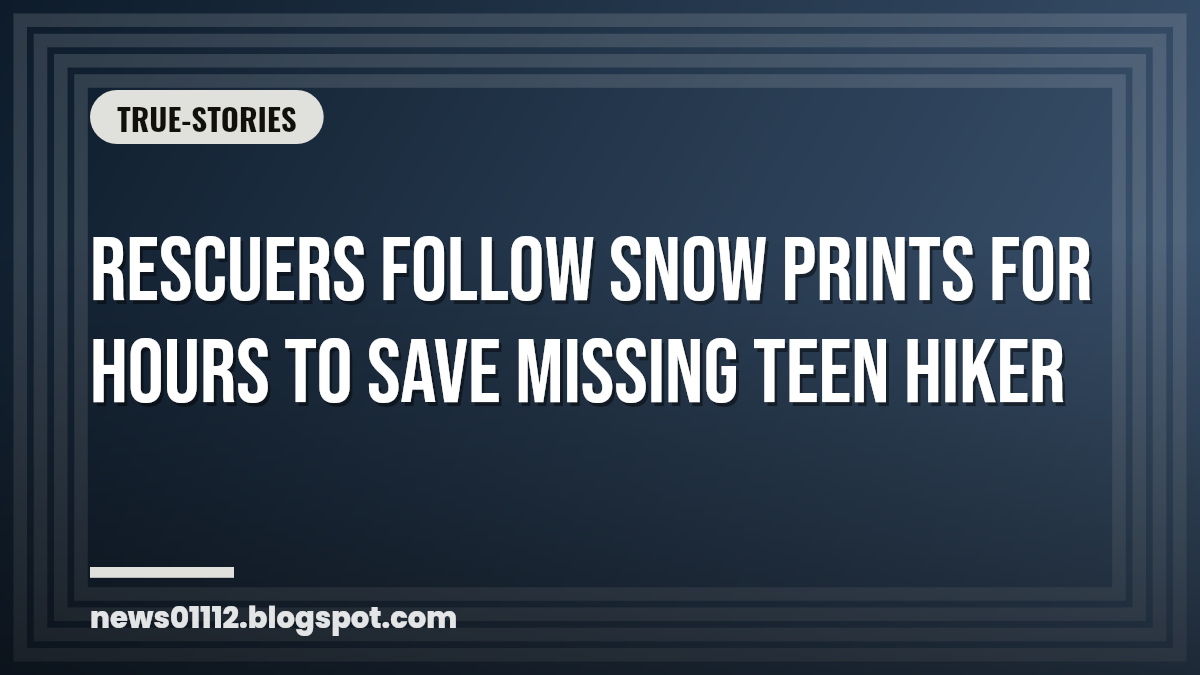 TRUE-STORIES
RESCUERS FOLLOW SNOW PRINTS FOR
HOURS TO SAVE MISSING TEEN HIKER
news01112.blogspot.com